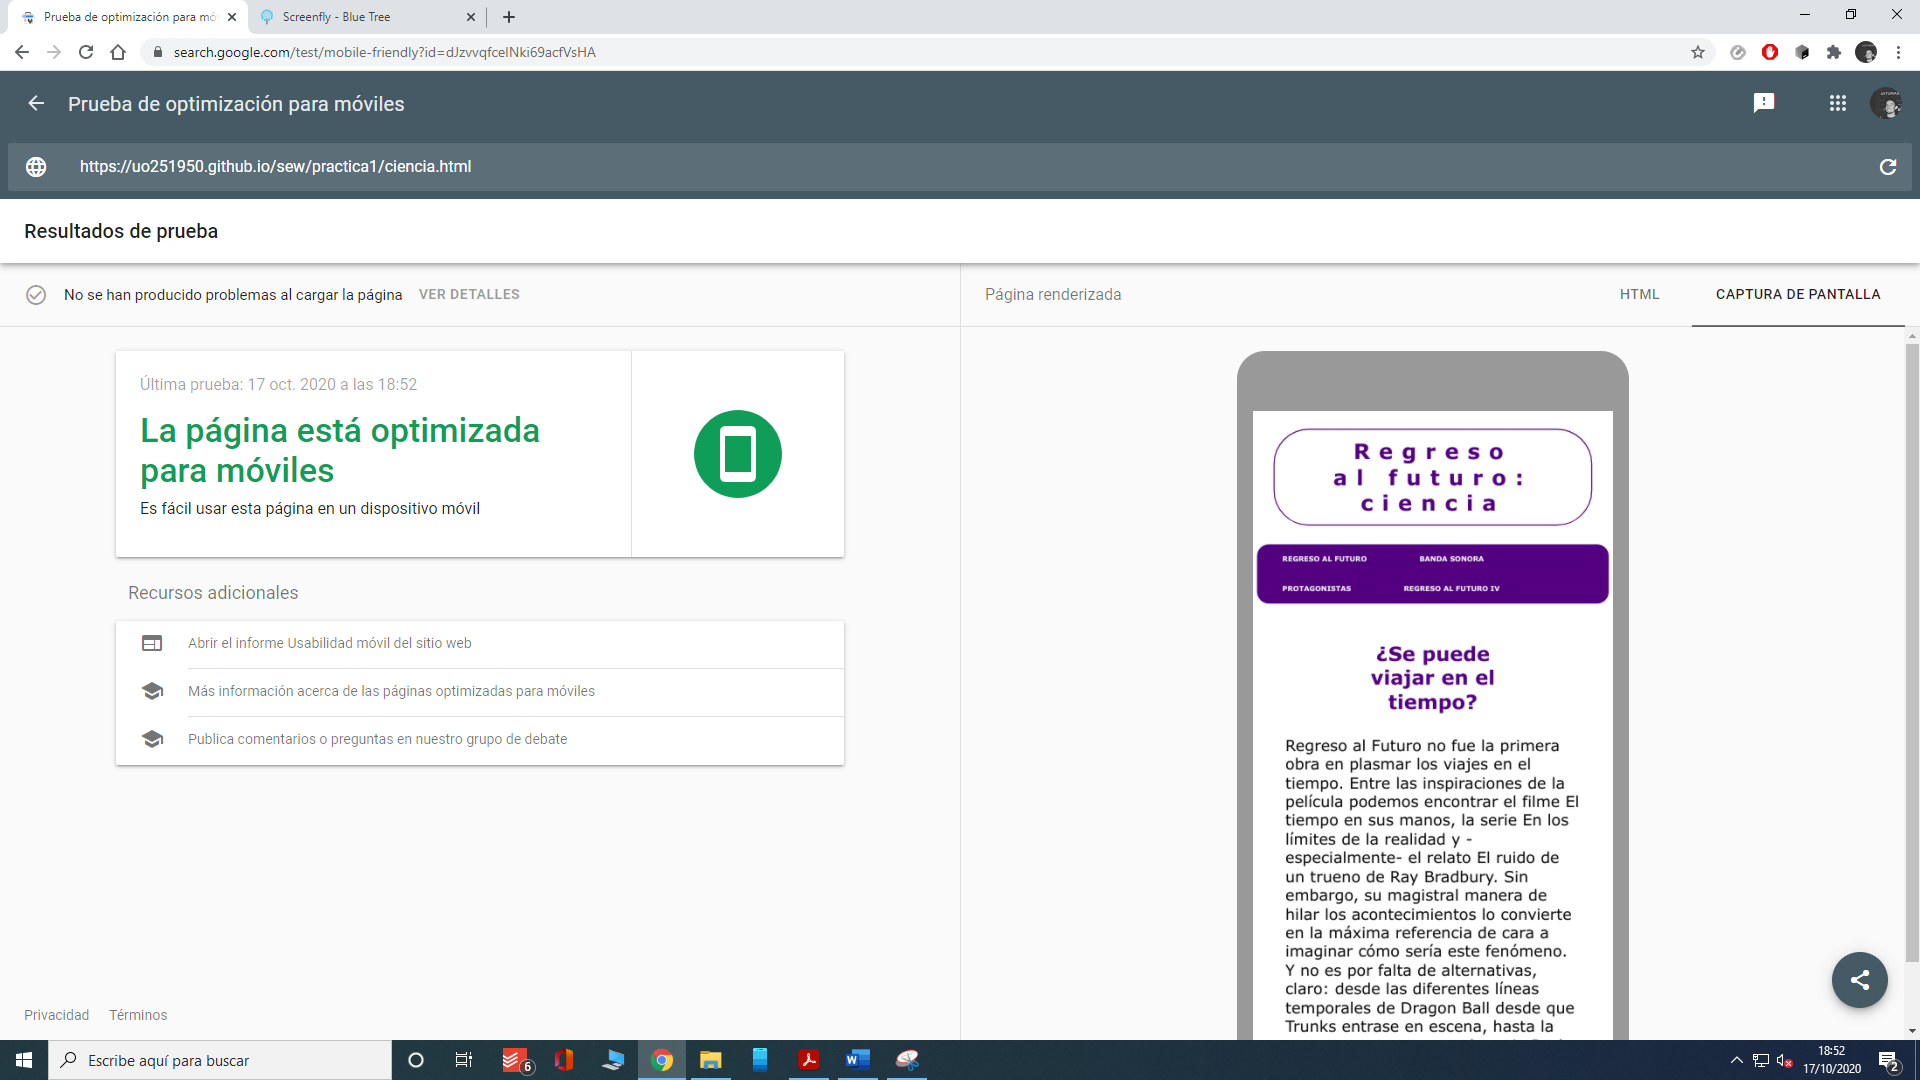 Prueba de optimización para mó
Screenfly - Blue Tree
search.google.com/test/mobile-friendly?id=dJzvvqfcelNki69acfVsHA
Prueba de optimización para móviles
https://uo251950.github.io/sew/practica1/ciencia.html
Resultados de prueba
No se han producido problemas al cargar la página VER DETALLES
Página renderizada
HTML
CAPTURA DE PANTALLA
Última prueba: 17 oct. 2020 a las 18:52
La página está optimizada
para móviles
Es fácil usar esta página en un dispositivo móvil
Recursos adicionales
Abrir el informe Usabilidad móvil del sitio web
Más información acerca de las páginas optimizadas para móviles
Publica comentarios o preguntas en nuestro grupo de debate
Privacidad Términos
Regreso
al futuro:
ciencia
REGRESO AL FUTURO BANDA SONORA
PROTAGONISTAS REGRESO AL FUTURO IV
¿Se puede
viajar en el
tiempo?
Regreso al Futuro no fue la primera
obra en plasmar los viajes en el
tiempo. Entre las inspiraciones de la
película podemos encontrar el filme El
tiempo en sus manos, la serie En los
límites de la realidad y -
especialmente- el relato El ruido de
un trueno de Ray Bradbury. Sin
embargo, su magistral manera de
hilar los acontecimientos lo convierte
en la máxima referencia de cara a
imaginar cómo sería este fenómeno.
Y no es por falta de alternativas,
claro: desde las diferentes líneas
temporales de Dragon Ball desde que
Trunks entrase en escena, hasta la
Escribe aquí para buscar
6
18:52
17/10/2020
2